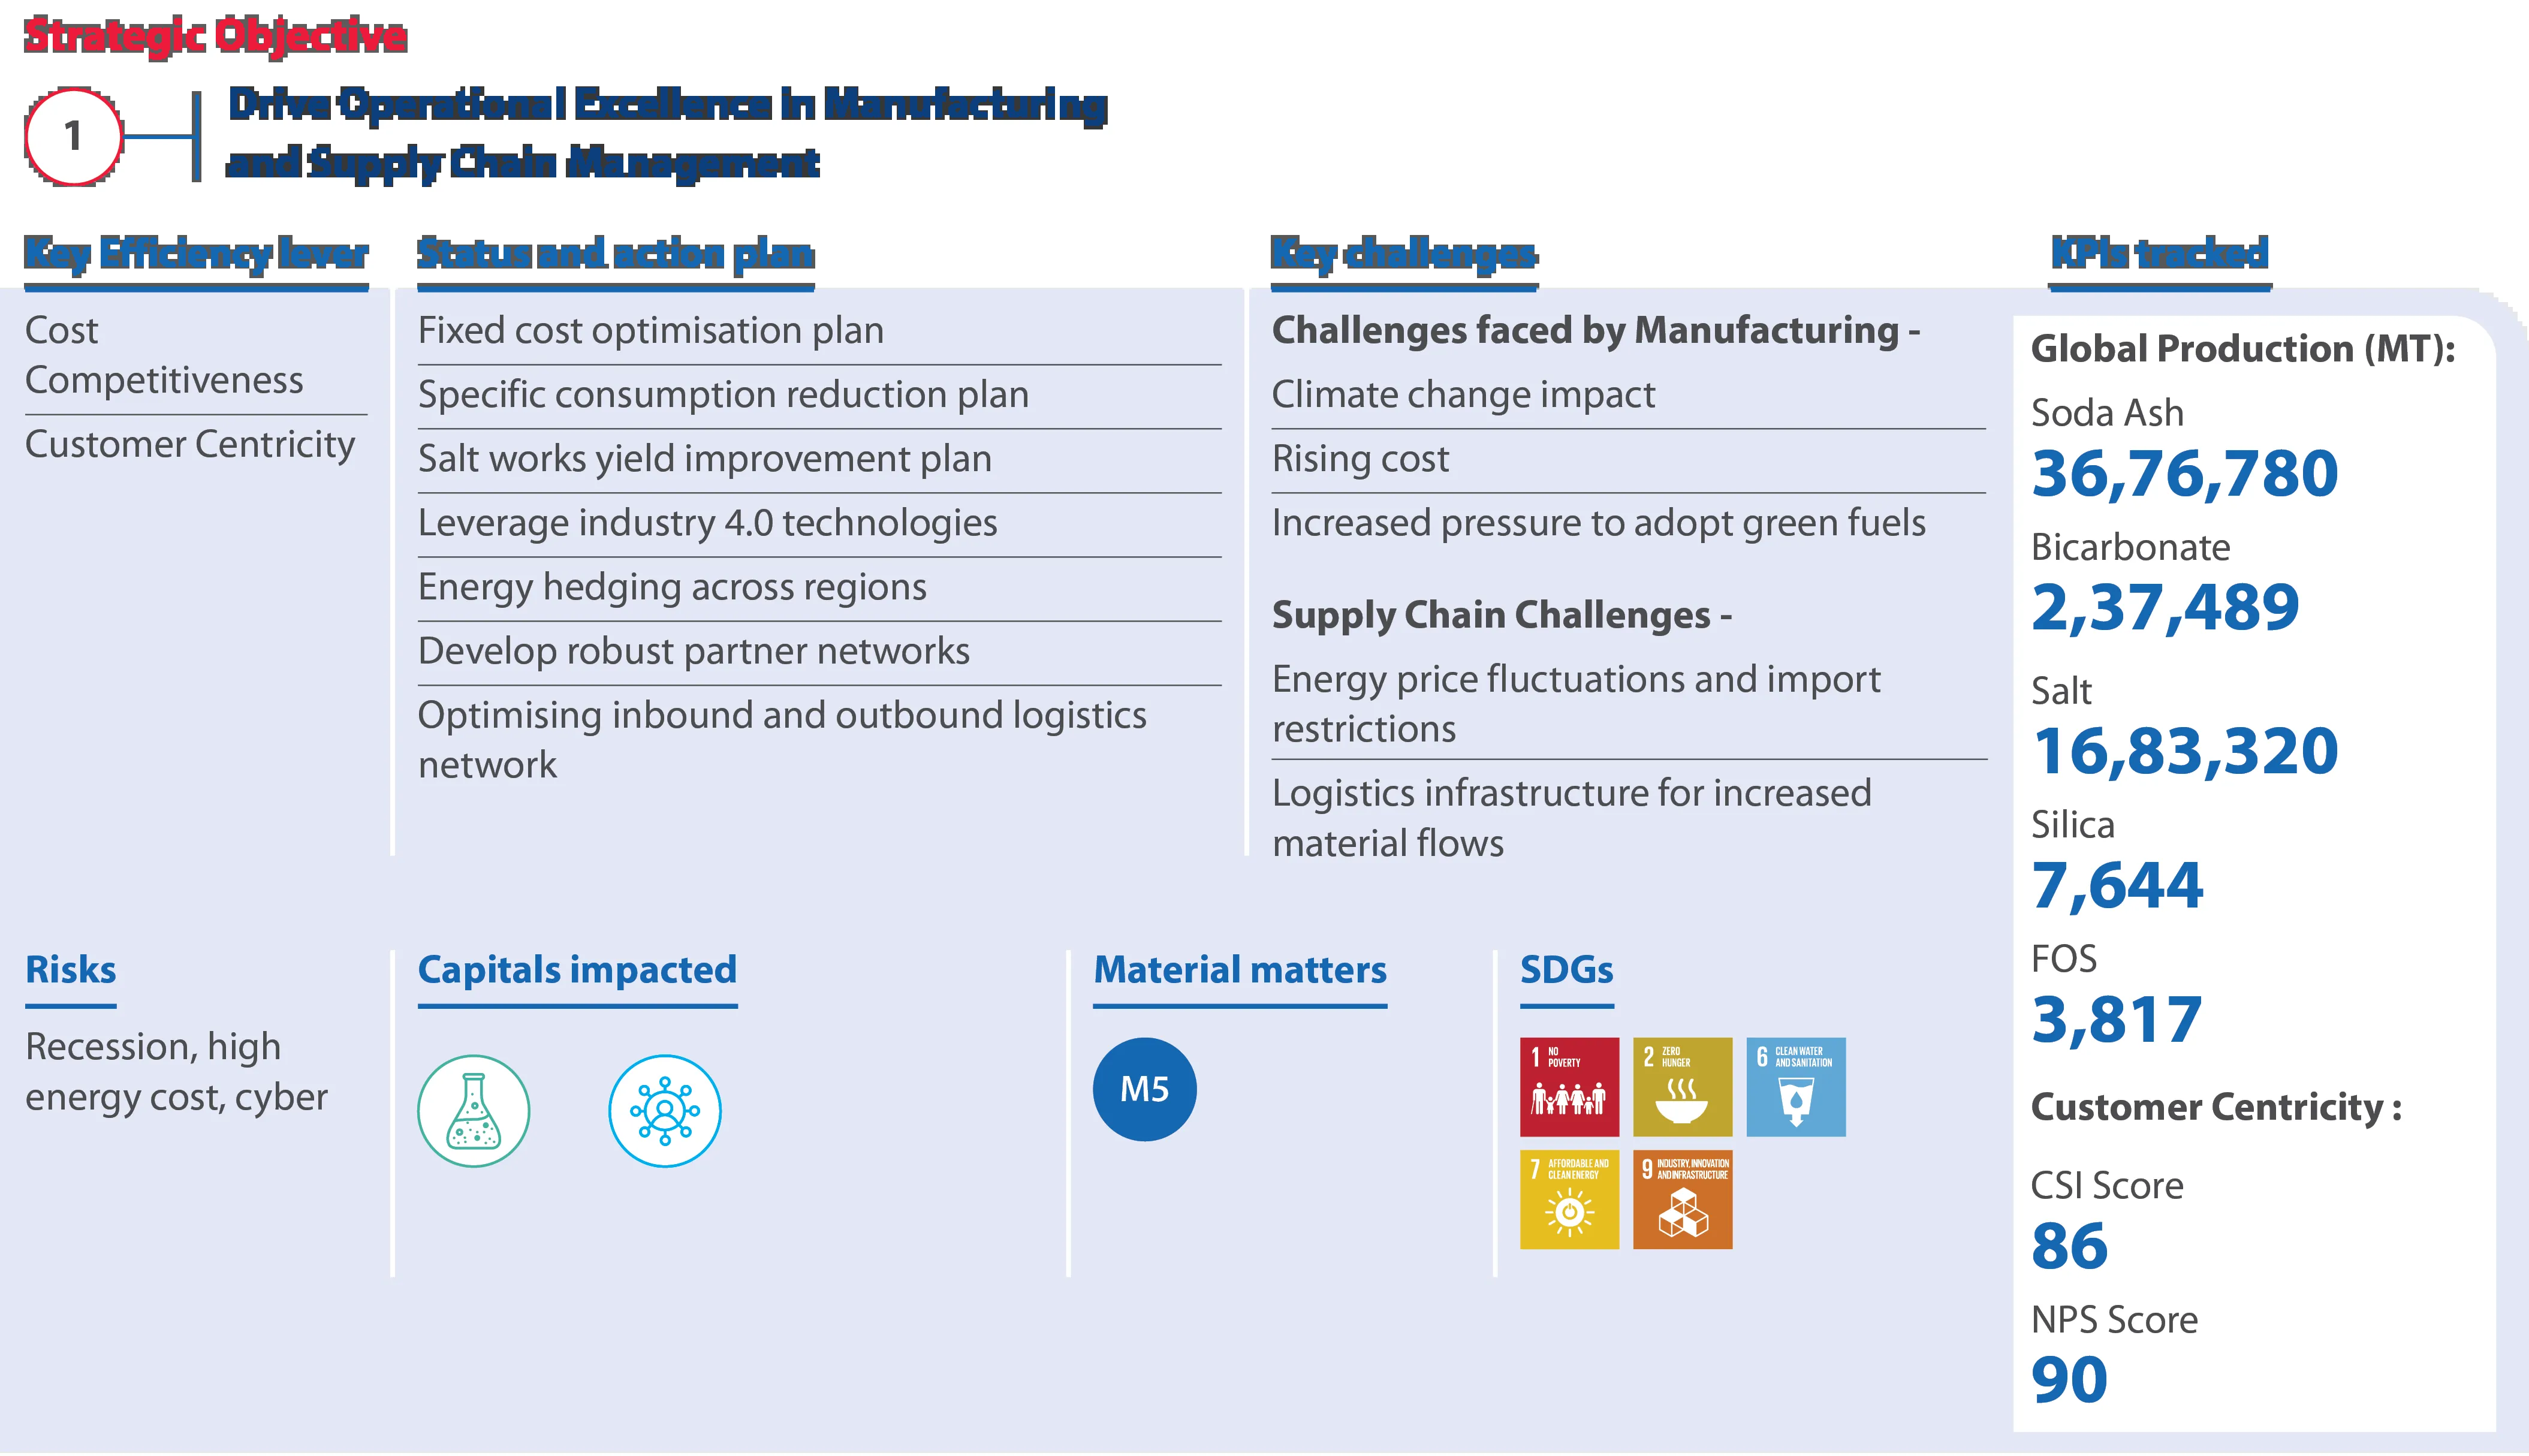 Strategic Objective
1
Drive Operational Excellence in Manufacturing
and Supply Chain Management
Key Efficiency lever
Cost
Competitiveness
Customer Centricity
Status and action plan
Fixed cost optimisation plan
Specific consumption reduction plan
Salt works yield improvement plan
Leverage industry 4.0 technologies
Energy hedging across regions
Develop robust partner networks
Optimising inbound and outbound logistics
network
Key challenges
Challenges faced by Manufacturing -
Climate change impact
Rising cost
Increased pressure to adopt green fuels
Supply Chain Challenges -
Energy price fluctuations and import
restrictions
Logistics infrastructure for increased
material flows
KPIs tracked
Global Production (MT):
Soda Ash
36,76,780
Bicarbonate
2,37,489
Salt
16,83,320
Silica
7,644
FOS
3,817
Customer Centricity :
CSI Score
86
NPS Score
90
Risks
Recession, high
energy cost, cyber
Capitals impacted
Material matters
M5
SDGs
1 NO
POVERTY
2 ZERO
HUNGER
6 CLEAN WATER
AND SANITATION
7 AFFORDABLE AND
CLEAN ENERGY
9 INDUSTRY, INNOVATION
AND INFRASTRUCTURE